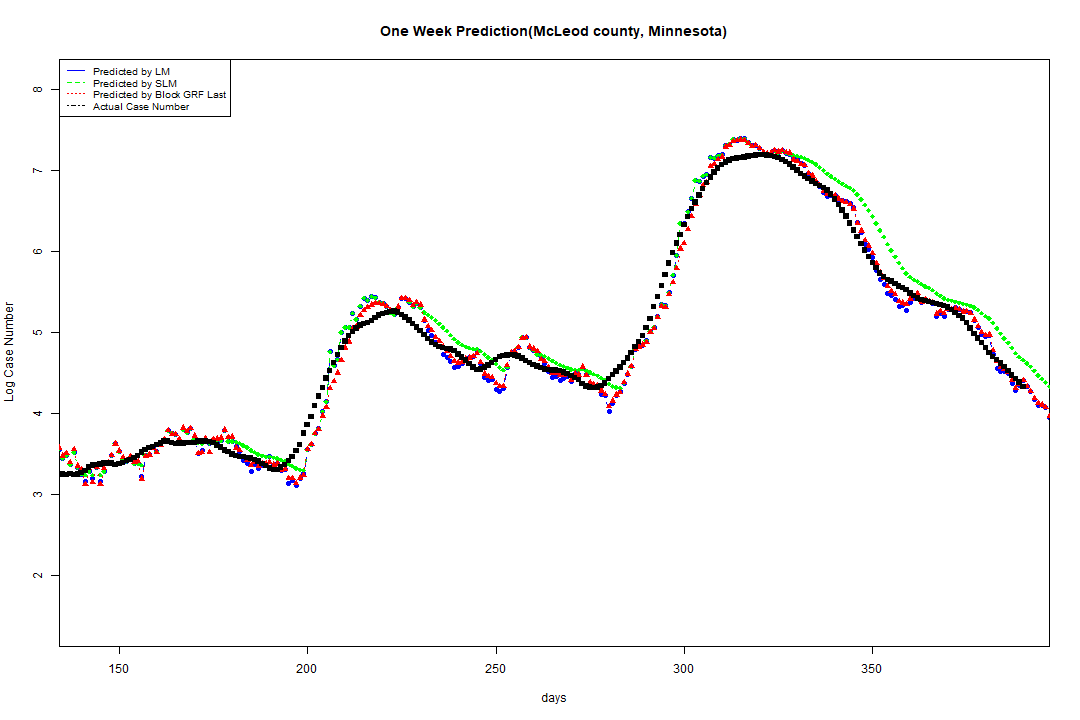 One Week Prediction(McLeod county, Minnesota)
Predicted by LM
Predicted by SLM
Predicted by Block GRF Last
Actual Case Number
8
7
6
5
4
3
2
Log Case Number
150 200 250 300 350
days